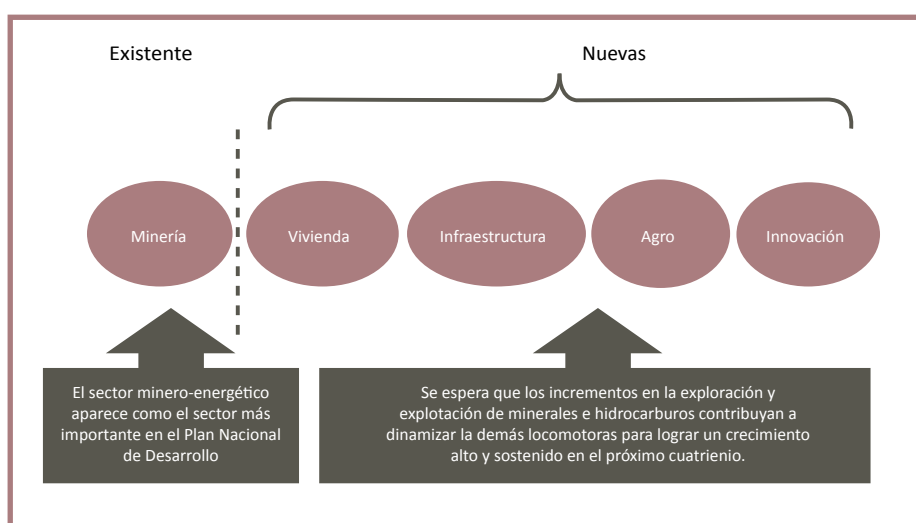 Existente
Nuevas
Minería
Vivienda
Infraestructura
Agro
Innovación
El sector minero-energético
aparece como el sector más
importante en el Plan Nacional
de Desarrollo
Se espera que los incrementos en la exploración y
explotación de minerales e hidrocarburos contribuyan a
dinamizar la demás locomotoras para lograr un crecimiento
alto y sostenido en el próximo cuatrienio.